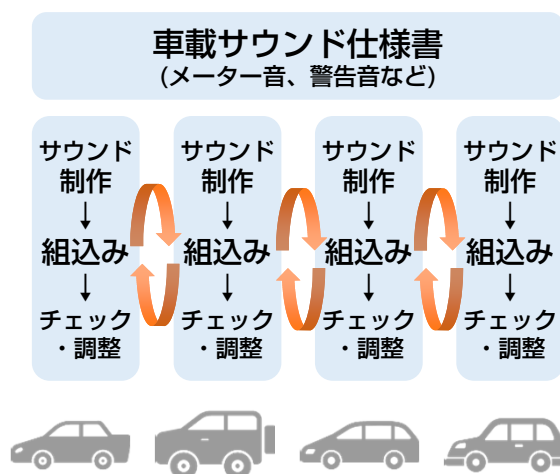 車載サウンド仕様書
(メーター音、警告音など)
サウンド
制作
↓
組込み
↓
チェック
・調整
サウンド
制作
↓
組込み
↓
チェック
・調整
サウンド
制作
↓
組込み
↓
チェック
・調整
サウンド
制作
↓
組込み
↓
チェック
・調整